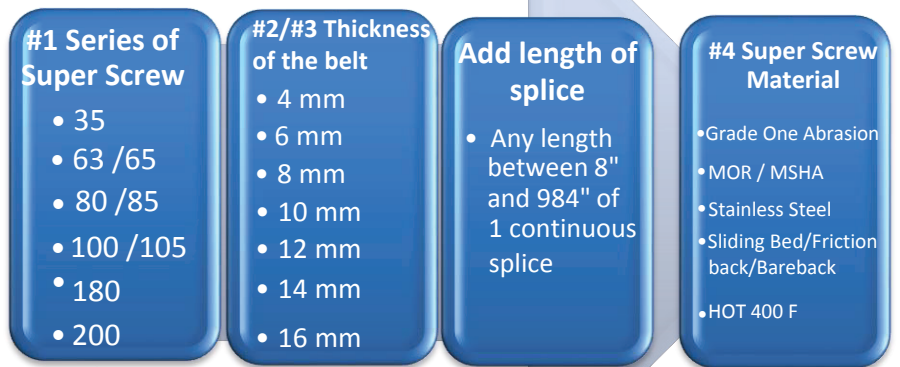 #1 Series of
Super Screw
• 35
• 63 /65
• 80 /85
• 100 /105
• 180
• 200
#2/#3 Thickness
of the belt
• 4 mm
• 6 mm
• 8 mm
• 10 mm
• 12 mm
• 14 mm
• 16 mm
Add length of
splice
• Any length
between 8"
and 984" of
1 continuous
splice
#4 Super Screw
Material
•Grade One Abrasion
•MOR / MSHA
•Stainless Steel
•Sliding Bed/Friction
back/Bareback
•HOT 400 F